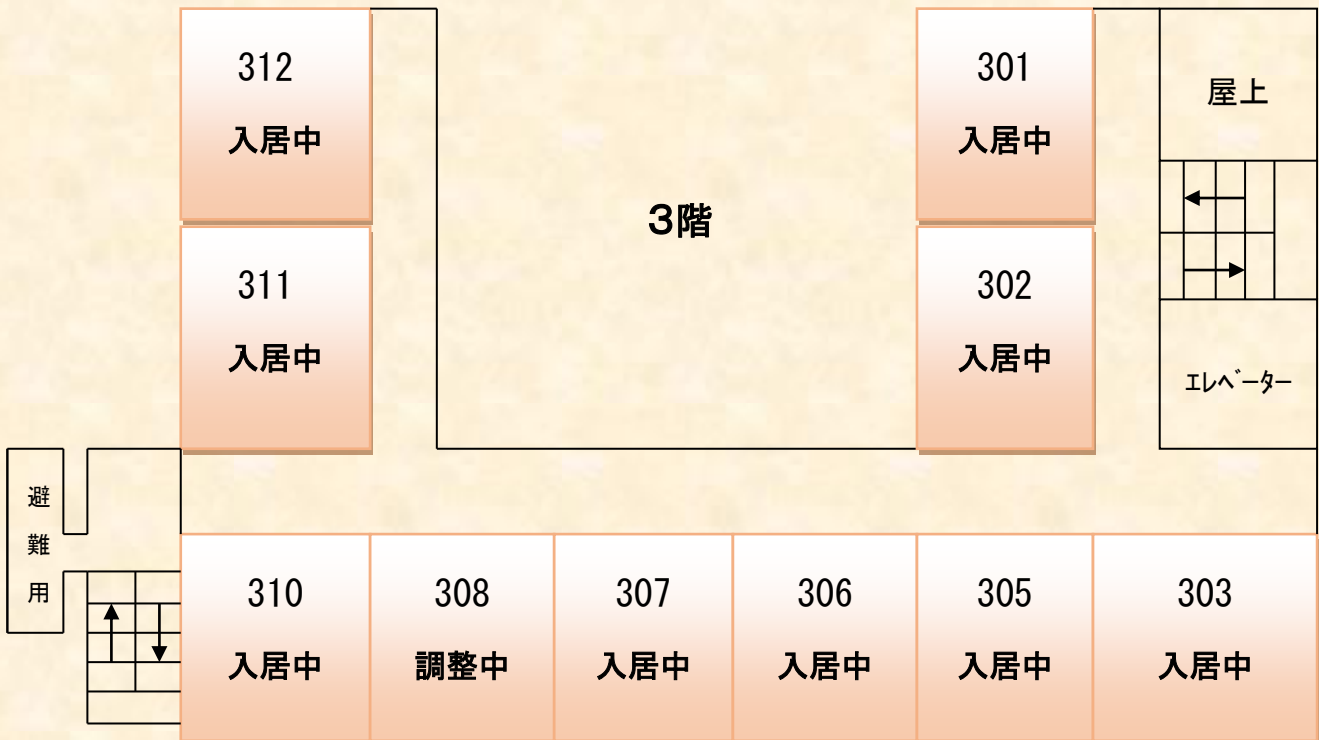 312
入居中
301
入居中
屋上
3階
311
入居中
302
入居中
エレベーター
避難用
310
入居中
308
調整中
307
入居中
306
入居中
305
入居中
303
入居中